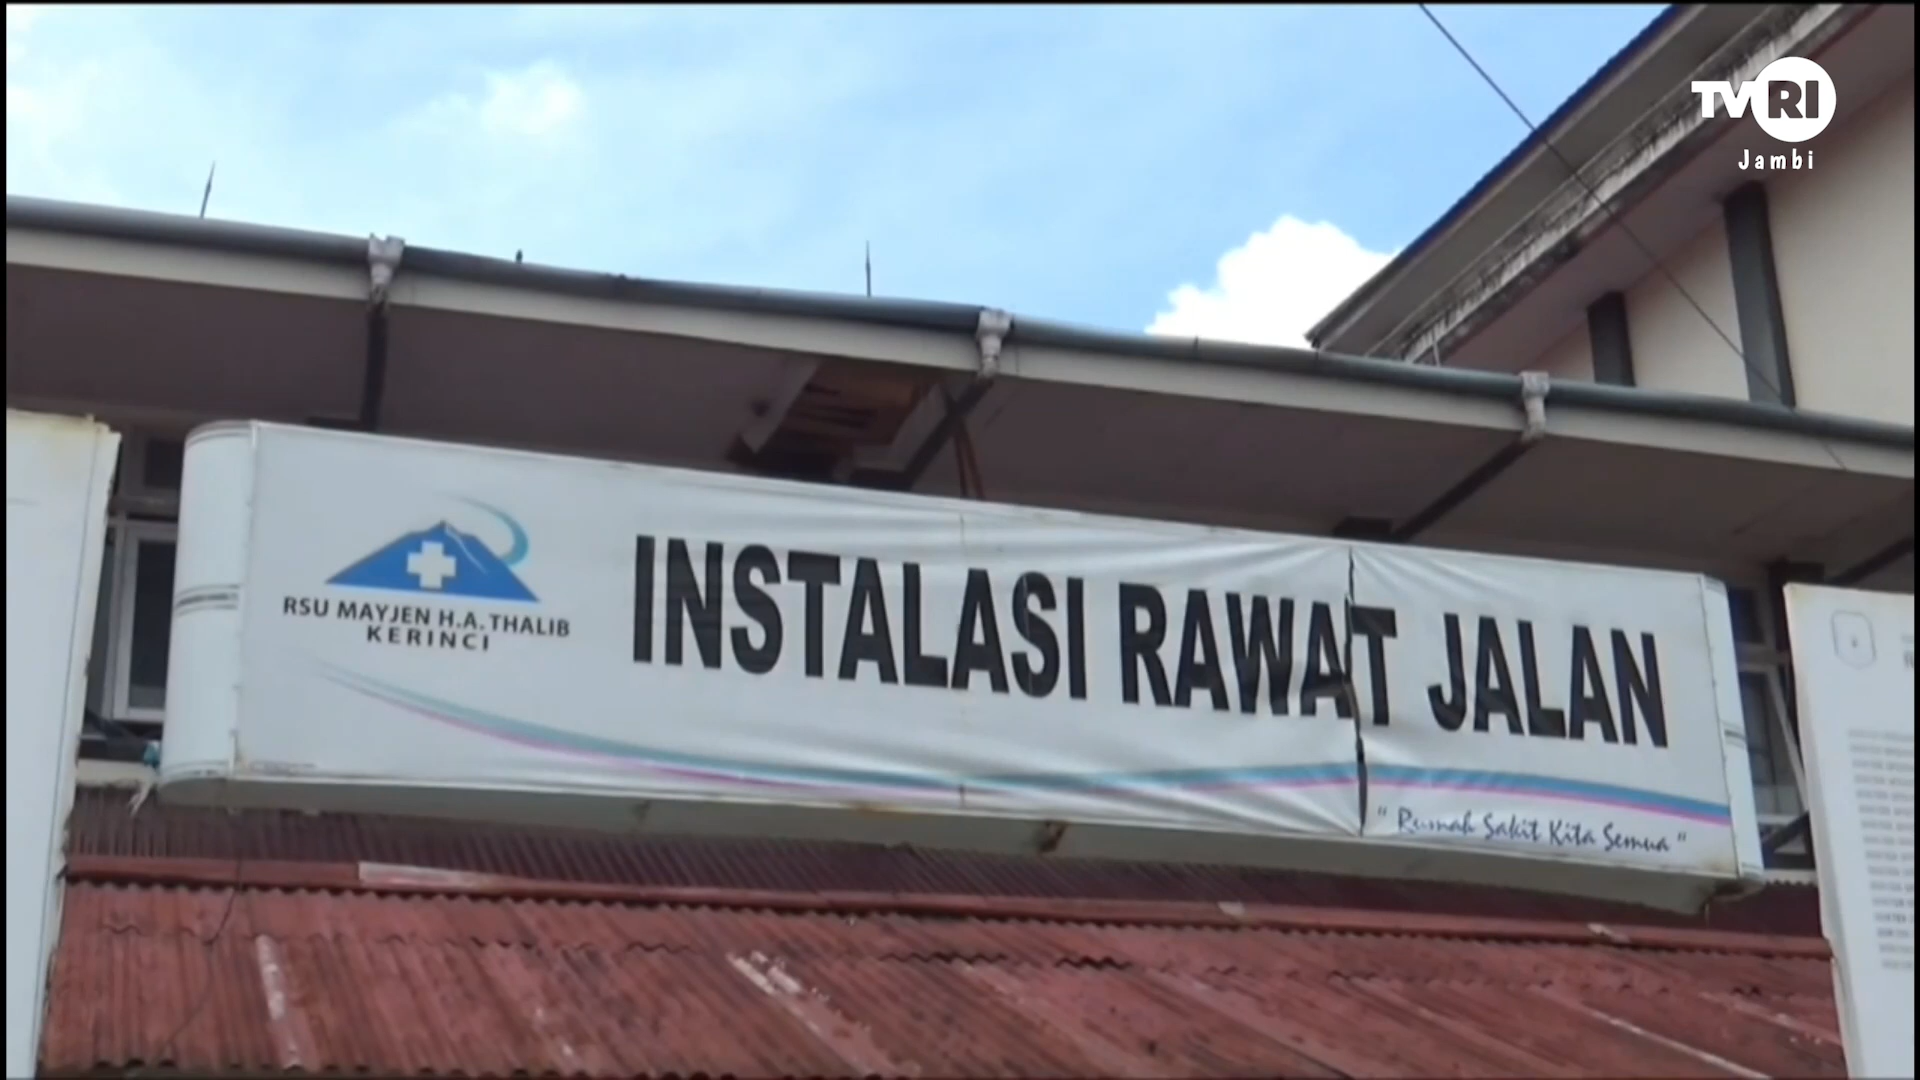 TVRI
Jambi
RSU MAYJEN H.A. THALIB
KERINCI
INSTALASI RAWAT JALAN
" Rumah Sakit Kita Semua "